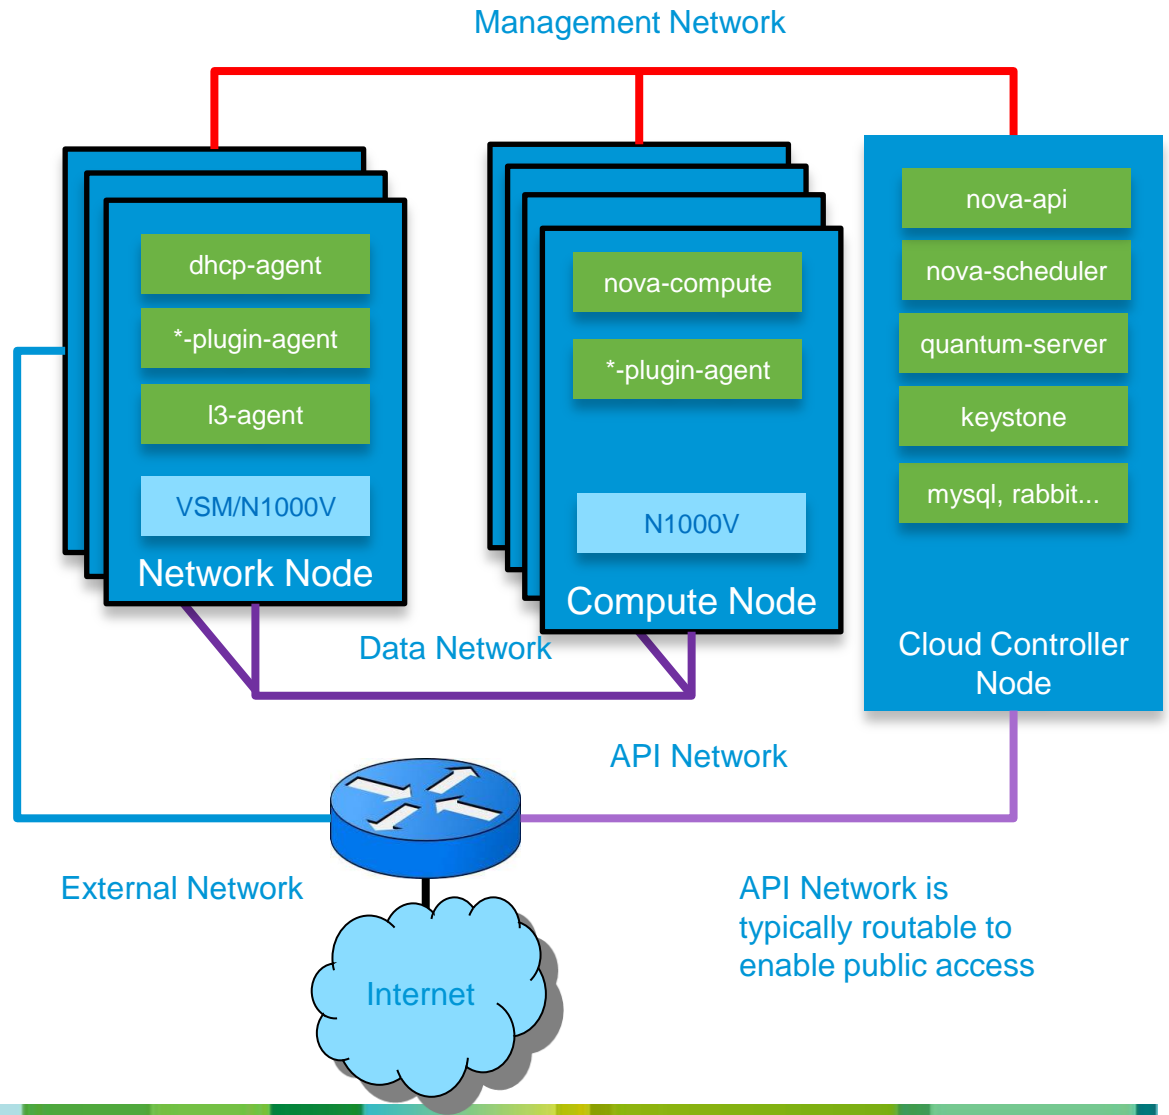 Management Network
dhcp-agent
*-plugin-agent
l3-agent
VSM/N1000V
Network Node
nova-compute
*-plugin-agent
N1000V
Compute Node
nova-api
nova-scheduler
quantum-server
keystone
mysql, rabbit...
Cloud Controller
Node
Data Network
API Network
External Network
API Network is
typically routable to
enable public access
Internet